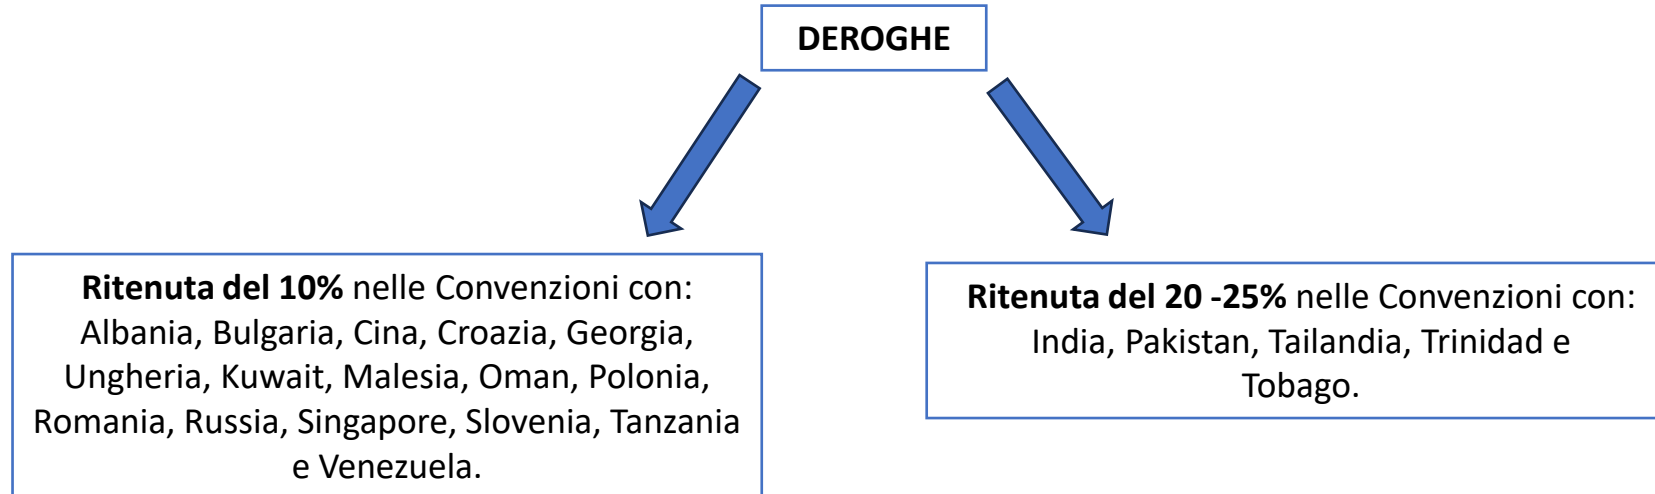 DEROGHE
Ritenuta del 10% nelle Convenzioni con:
Albania, Bulgaria, Cina, Croazia, Georgia,
Ungheria, Kuwait, Malesia, Oman, Polonia,
Romania, Russia, Singapore, Slovenia, Tanzania
e Venezuela.
Ritenuta del 20 -25% nelle Convenzioni con:
India, Pakistan, Tailandia, Trinidad e
Tobago.